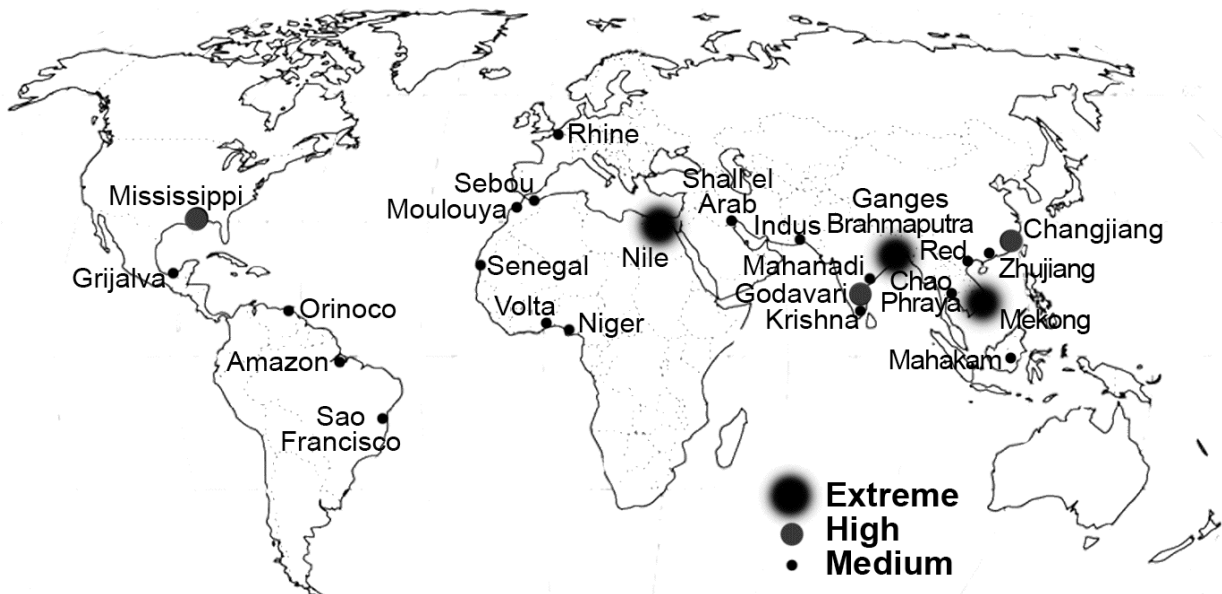 Rhine
Sebou
Moulouya
Mississippi
Shall el
Arab
Ganges
Brahmaputra
Indus
Red
Changjiang
Nile
Grijalva
Senegal
Mahanadi
Chao
Phraya
Zhujiang
Godavari
Krishna
Orinoco
Volta
Niger
Mekong
Amazon
Mahakam
Sao
Francisco
Extreme
High
Medium